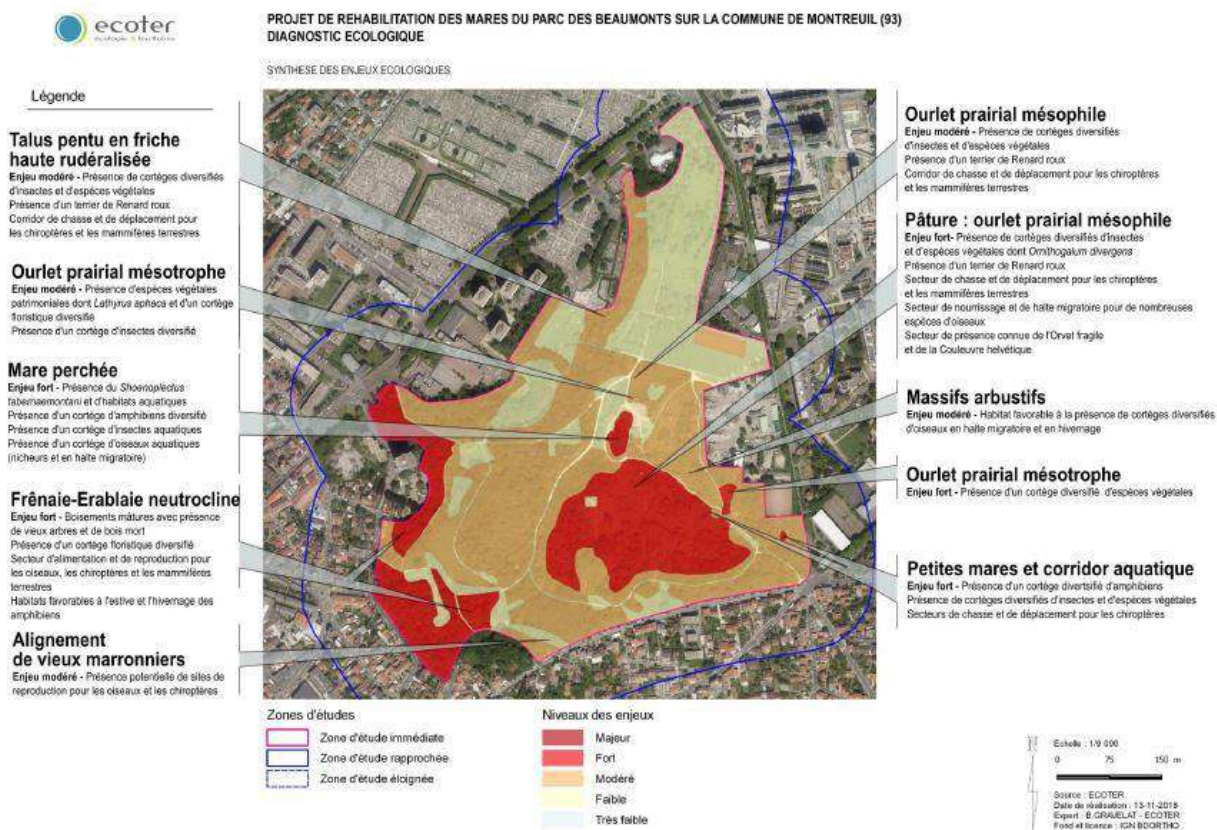 ecoter
écologie & territoires
PROJET DE REHABILITATION DES MARES DU PARC DES BEAUMONTS SUR LA COMMUNE DE MONTREUIL (93)
DIAGNOSTIC ECOLOGIQUE
SYNTHESE DES ENJEUX ECOLOGIQUES
Légende
Talus pentu en friche
haute rudéralisée
Enjeu modéré - Présence de cortèges diversifiés
d'insectes et d'espèces végétales
Présence d'un terrier de Renard roux
Corridor de chasse et de déplacement pour
les chiroptères et les mammifères terrestres
Ourlet prairial mésotrophe
Enjeu modéré - Présence d'espèces végétales
patrimoniales dont Lathyrus aphaca et d'un cortège
floristique diversifié
Présence d'un cortège d'insectes diversifié
Mare perchée
Enjeu fort - Présence du Shoenoplectus
tabernaemontani et d'habitats aquatiques
Présence d'un cortège d'amphibiens diversifié
Présence d'un cortège d'insectes aquatiques
Présence d'un cortège d'oiseaux aquatiques
(nicheurs et en halte migratoire)
Frênaie-Erablaie neutrocline
Enjeu fort - Boisements mâtures avec présence
de vieux arbres et de bois mort
Présence d'un cortège floristique diversifié
Secteur d'alimentation et de reproduction pour
les oiseaux, les chiroptères et les mammifères
terrestres
Habitats favorables à l'estive et l'hivernage des
amphibiens
Alignement
de vieux marronniers
Enjeu modéré - Présence potentielle de sites de
reproduction pour les oiseaux et les chiroptères
Ourlet prairial mésophile
Enjeu modéré - Présence de cortèges diversifiés
d'insectes et d'espèces végétales
Présence d'un terrier de Renard roux
Corridor de chasse et de déplacement pour les chiroptères
et les mammifères terrestres
Pâture : ourlet prairial mésophile
Enjeu fort- Présence de cortèges diversifiés d'insectes
et d'espèces végétales dont Ornithogalum divergens
Présence d'un terrier de Renard roux
Secteur de chasse et de déplacement pour les chiroptères
et les mammifères terrestres
Secteur de nourrissage et de halte migratoire pour de nombreuses
espèces d'oiseaux
Secteur de présence connue de l'Orvet fragile
et de la Couleuvre helvétique
Massifs arbustifs
Enjeu modéré - Habitat favorable à la présence de cortèges diversifiés
d'oiseaux en halte migratoire et en hivernage
Ourlet prairial mésotrophe
Enjeu fort - Présence d'un cortège diversifié d'espèces végétales
Petites mares et corridor aquatique
Enjeu fort - Présence d'un cortège divertsifié d'amphibiens
Présence de cortèges diversifiés d'insectes et d'espèces végétales
Secteurs de chasse et de déplacement pour les chiroptères
Zones d'études
Zone d'étude immédiate
Zone d'étude rapprochée
Zone d'étude éloignée
Niveaux des enjeux
Majeur
Fort
Modéré
Faible
Très faible
Echelle : 1/9 000
0 75 150 m
Source : ECOTER
Date de réalisation : 13-11-2018
Expert : B.GRAVELAT - ECOTER
Fond et licence : IGN BDORTHO